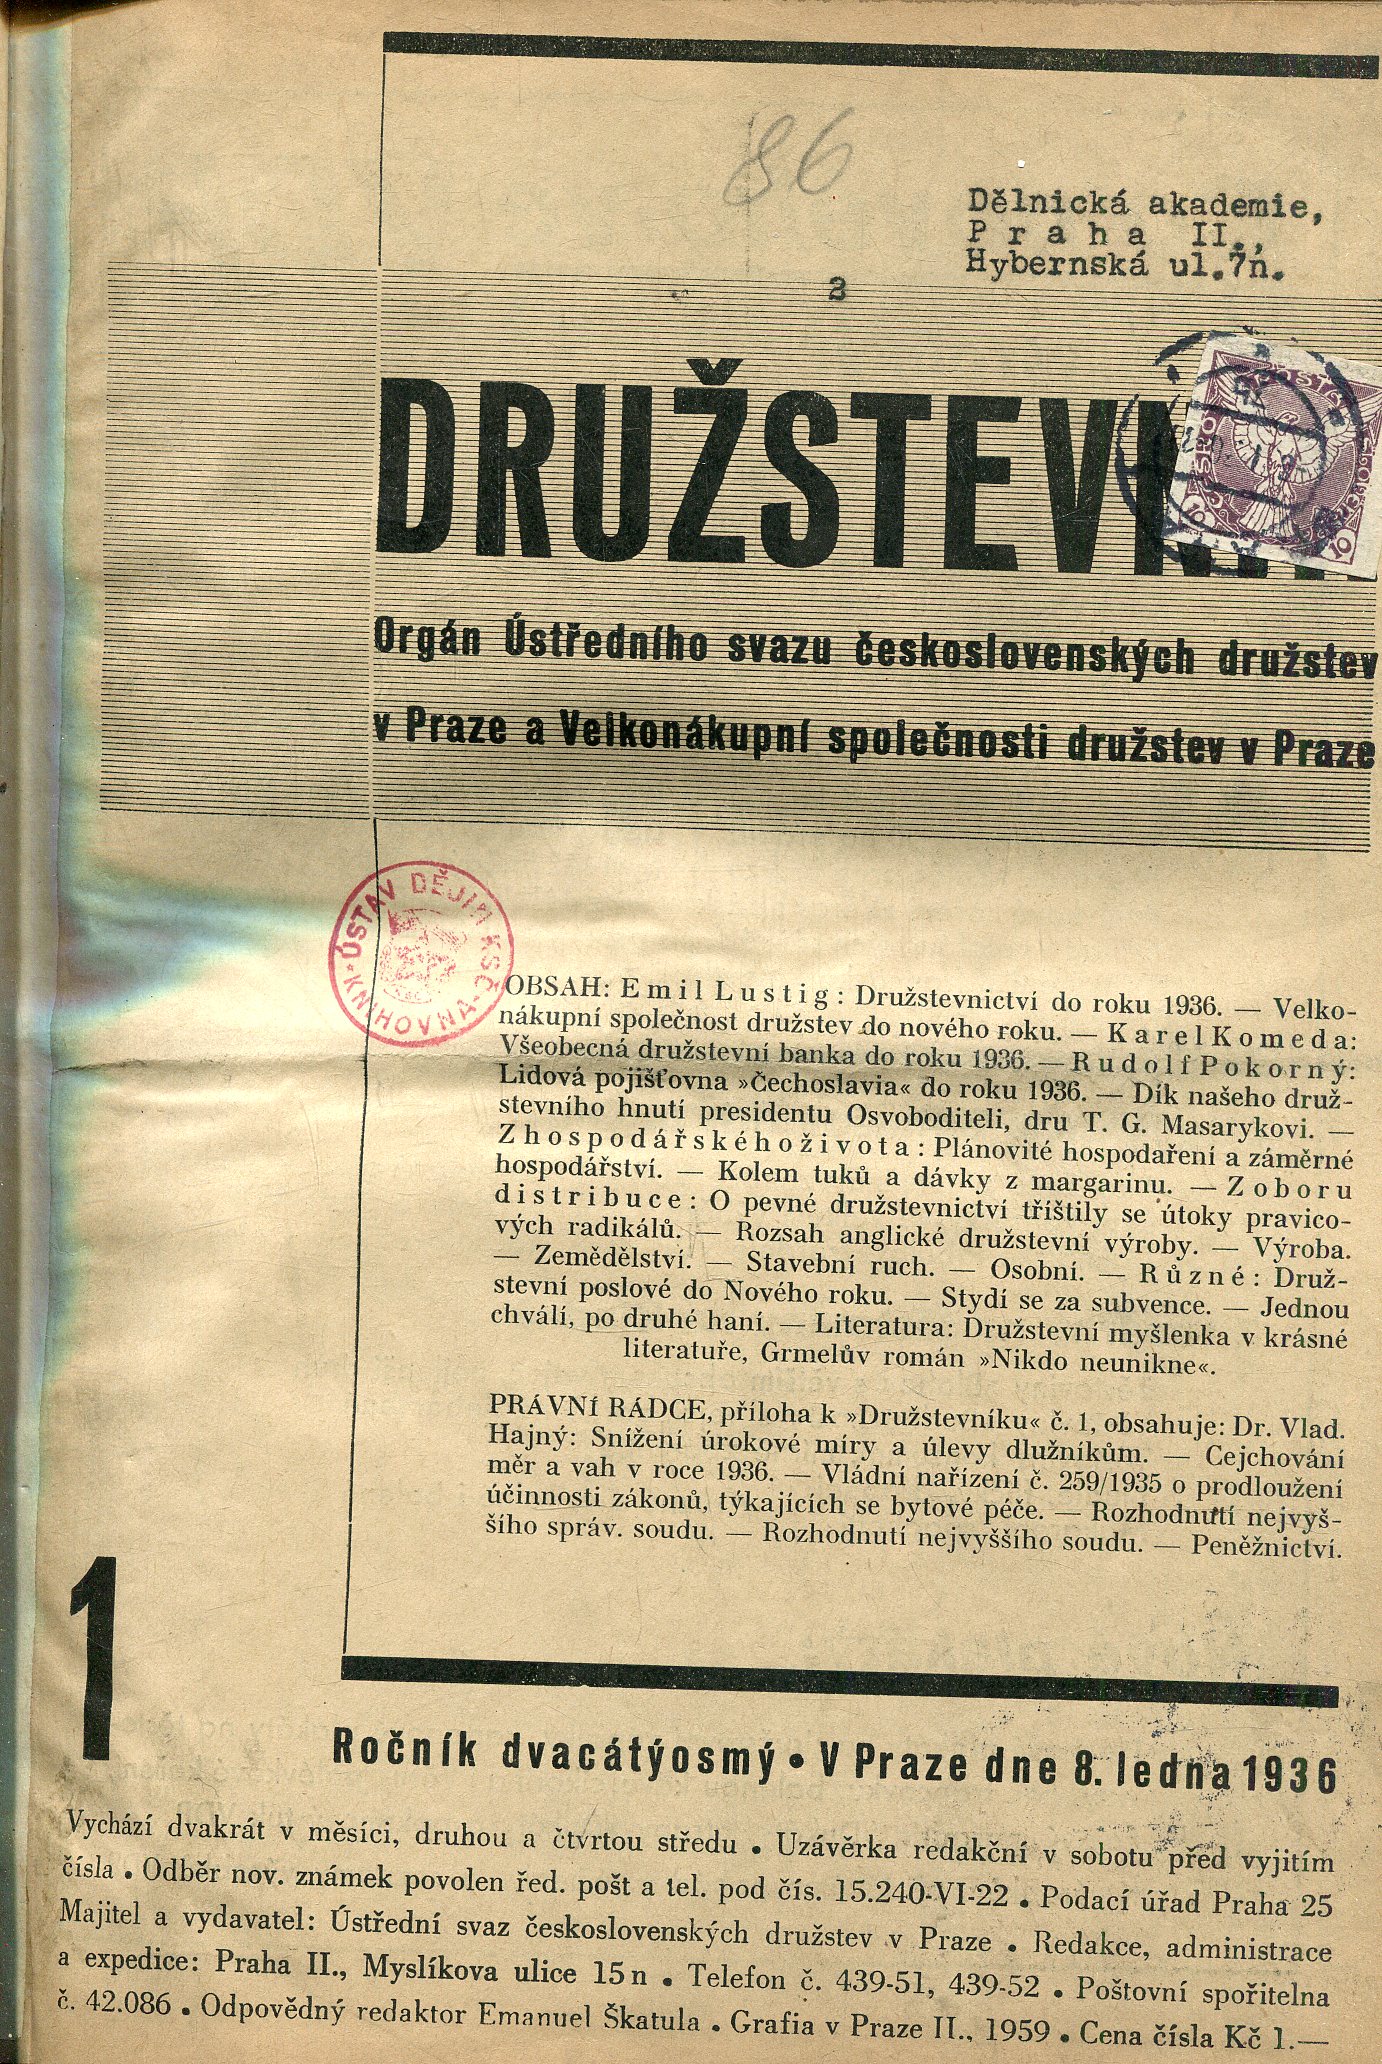 86
Dělnická akademie,
Praha II.,
Hybernská ul.7n.
2
DRUŽSTEVN
POŠTA
10
10
Orgán Ústředního svazu československých družstev
v Praze a Velkonákupní společnosti družstev v Praze
ÚSTAV DĚJIN KSČ
KNIHOVNA
OBSAH: Emil Lustig: Družstevnictví do roku 1936. — Velko-
nákupní společnost družstev do nového roku. — Karel Komeda:
Všeobecná družstevní banka do roku 1936. — Rudolf Pokorný:
Lidová pojišťovna »Čechoslavia« do roku 1936. — Dík našeho druž-
stevního hnutí presidentu Osvoboditeli, dru T. G. Masarykovi. —
Z hospodářského života: Plánovité hospodaření a záměrné
hospodářství. — Kolem tuků a dávky z margarinu. — Z oboru
distribuce: O pevné družstevnictví tříštily se útoky pravico-
vých radikálů. — Rozsah anglické družstevní výroby. — Výroba.
— Zemědělství. — Stavební ruch. — Osobní. — Různé: Druž-
stevní poslové do Nového roku. — Stydí se za subvence. — Jednou
chválí, po druhé haní. — Literatura: Družstevní myšlenka v krásné
literatuře, Grmelův román »Nikdo neunikne«.
PRÁVNÍ RÁDCE, příloha k »Družstevníku« č. 1, obsahuje: Dr. Vlad.
Hajný: Snížení úrokové míry a úlevy dlužníkům. — Cejchování
měr a vah v roce 1936. — Vládní nařízení č. 259/1935 o prodloužení
účinnosti zákonů, týkajících se bytové péče. — Rozhodnutí nejvyš-
šího správ. soudu. — Rozhodnutí nejvyššího soudu. — Peněžnictví.
1
Ročník dvacátýosmý • V Praze dne 8. ledna 1936
Vychází dvakrát v měsíci, druhou a čtvrtou středu • Uzávěrka redakční v sobotu před vyjitím
čísla • Odběr nov. známek povolen řed. pošt a tel. pod čís. 15.240-VI-22 • Podací úřad Praha 25
Majitel a vydavatel: Ústřední svaz československých družstev v Praze • Redakce, administrace
a expedice: Praha II., Myslíkova ulice 15 n • Telefon č. 439-51, 439-52 • Poštovní spořitelna
č. 42.086 • Odpovědný redaktor Emanuel Škatula • Grafia v Praze II., 1959 • Cena čísla Kč 1.—